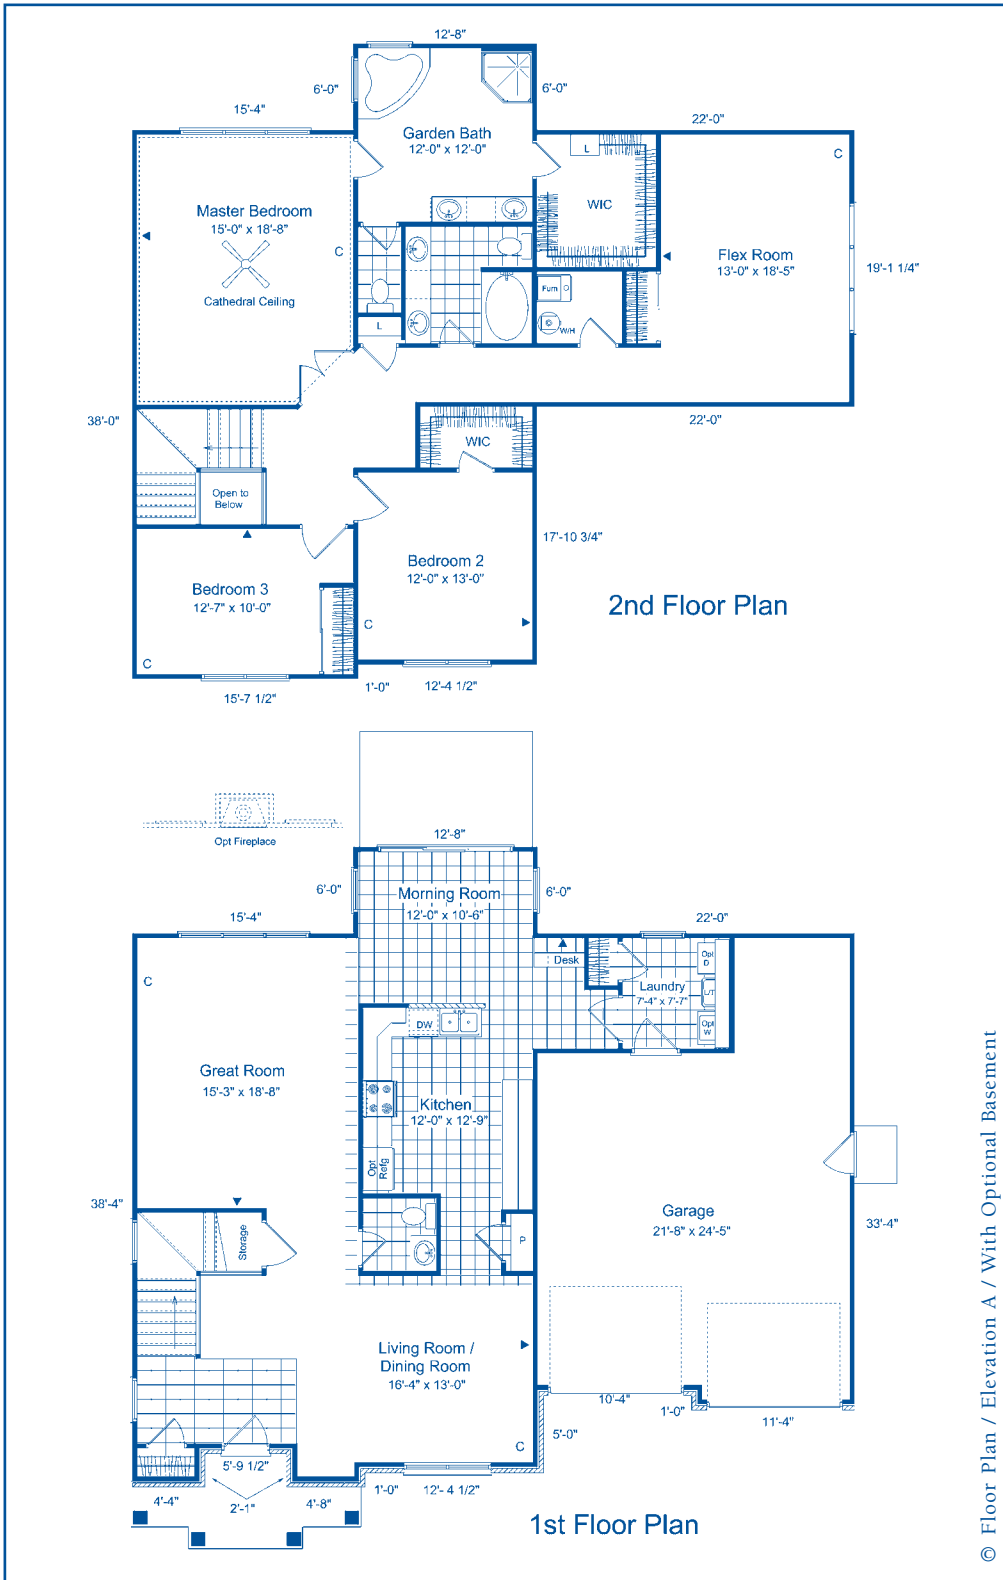 12'-8"
6'-0"
6'-0"
15'-4"
22'-0"
Garden Bath
12'-0" x 12'-0"
L
C
WIC
Master Bedroom
15'-0" x 18'-8"
C
Flex Room
13'-0" x 18'-5"
19'-1 1/4"
Cathedral Ceiling
Furn
W/H
L
38'-0"
22'-0"
WIC
Open to
Below
17'-10 3/4"
Bedroom 2
12'-0" x 13'-0"
Bedroom 3
12'-7" x 10'-0"
2nd Floor Plan
C
C
1'-0"
12'-4 1/2"
15'-7 1/2"
Opt Fireplace
12'-8"
6'-0"
Morning Room
12'-0" x 10'-6"
6'-0"
15'-4"
22'-0"
Desk
Opt
D
C
Laundry
7'-4" x 7'-7"
L/T
DW
Opt
W
Great Room
15'-3" x 18'-8"
Kitchen
12'-0" x 12'-9"
Opt
Refg
38'-4"
Storage
P
Garage
21'-8" x 24'-5"
33'-4"
Living Room /
Dining Room
16'-4" x 13'-0"
10'-4"
1'-0"
11'-4"
5'-0"
C
5'-9 1/2"
1'-0"
12'- 4 1/2"
4'-4"
2'-1"
4'-8"
1st Floor Plan
© Floor Plan / Elevation A / With Optional Basement